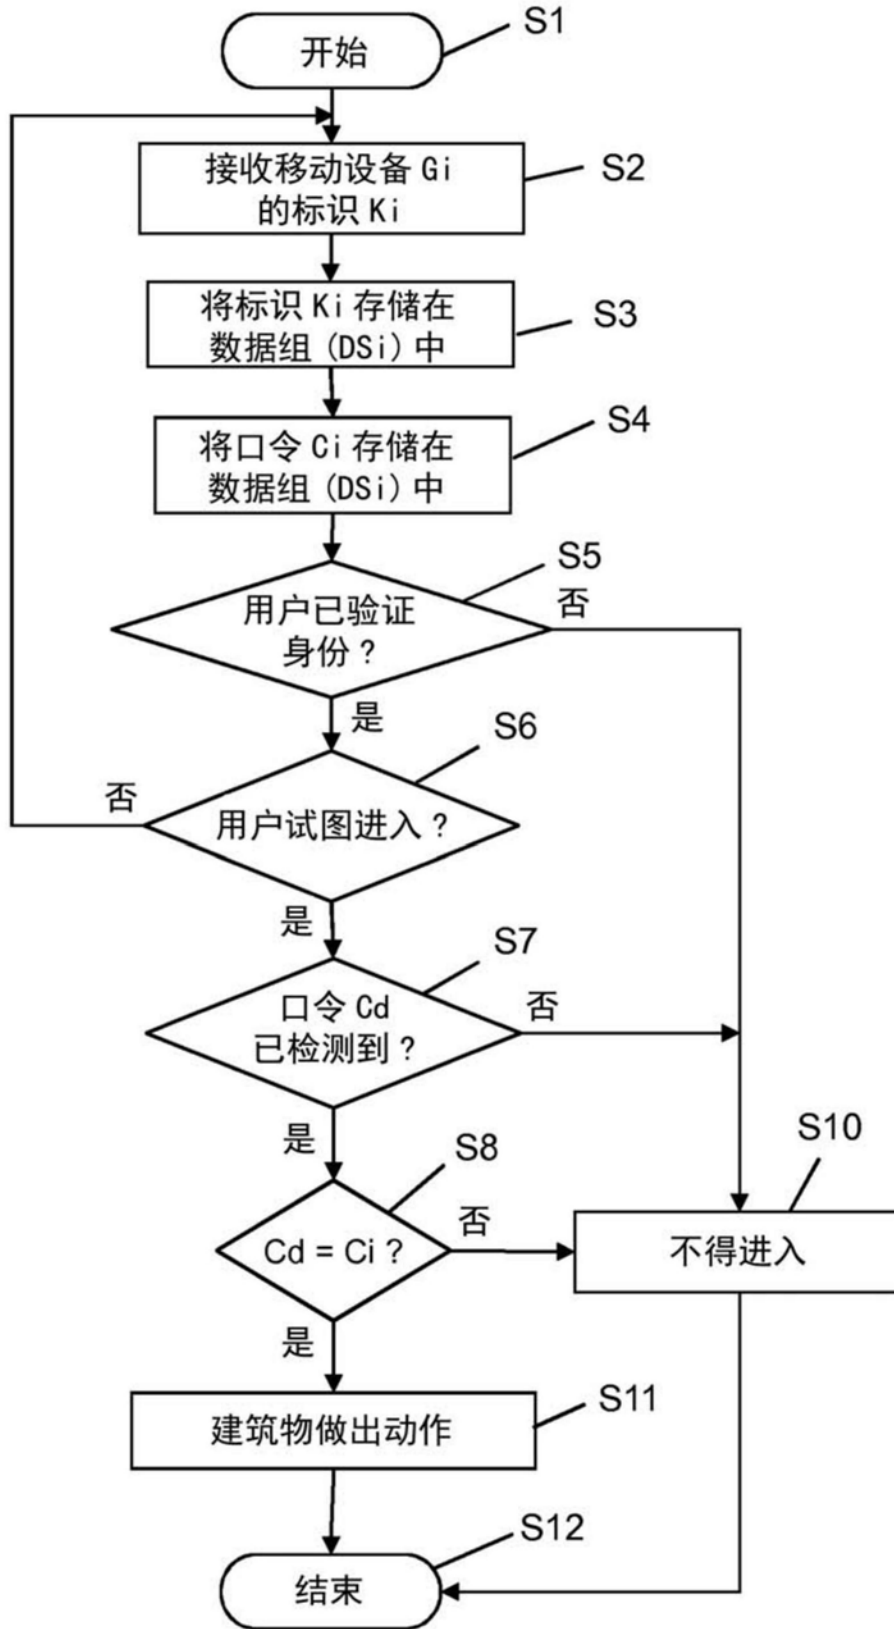 开始
S1
接收移动设备 Gi
的标识 Ki
S2
将标识 Ki 存储在
数据组 (DSi) 中
S3
将口令 Ci 存储在
数据组 (DSi) 中
S4
用户已验证
身份?
S5
否
是
用户试图进入?
S6
否
是
口令 Cd
已检测到?
S7
否
是
Cd = Ci ?
S8
否
不得进入
S10
是
建筑物做出动作
S11
结束
S12